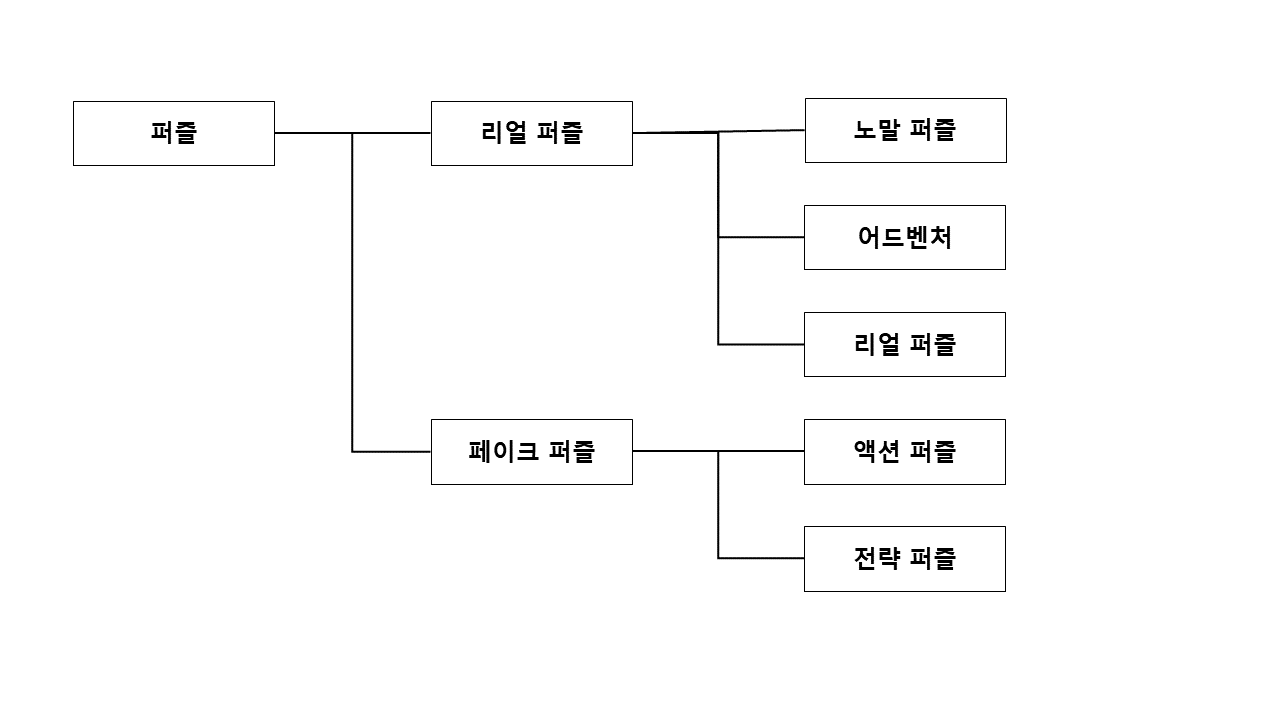 퍼즐
리얼 퍼즐
노말 퍼즐
어드벤처
리얼 퍼즐
페이크 퍼즐
액션 퍼즐
전략 퍼즐